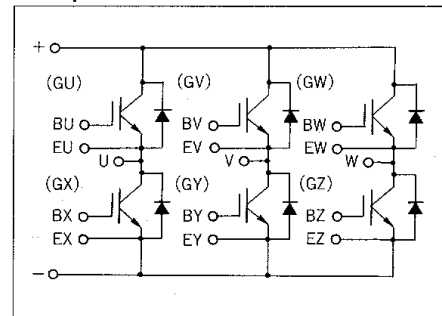 +
(GU) (GV) (GW)
BU BV BW
EU EV EW
U V W
(GX) (GY) (GZ)
BX BY BZ
EX EY EZ
−